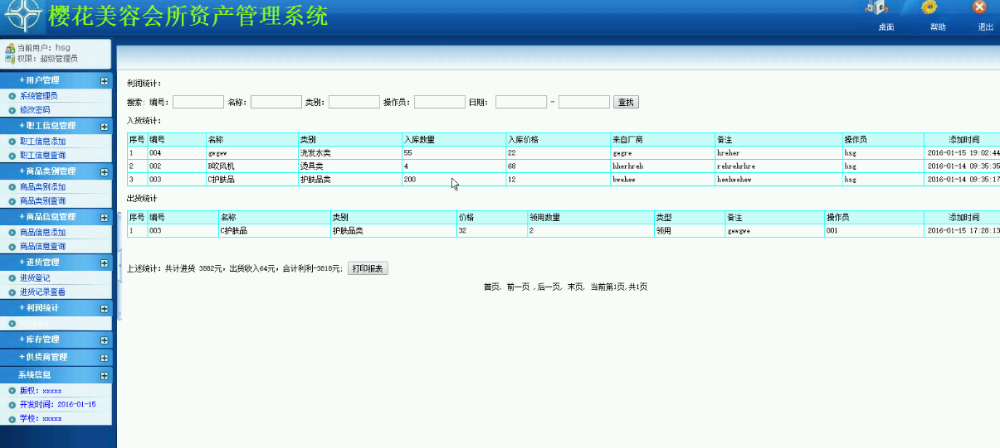 樱花美容会所资产管理系统
桌面 帮助 退出
当前用户：hsg
权限：超级管理员
+用户管理
系统管理员
修改密码
+职工信息管理
职工信息添加
职工信息查询
+商品类别管理
商品类别添加
商品类别查询
+商品信息管理
商品信息添加
商品信息查询
+进货管理
进货登记
进货记录查看
+利润统计
+库存管理
+供货商管理
系统信息
版权：xxxxx
开发时间：2016-01-15
学校：xxxxx
利润统计：
搜索：编号： 名称： 类别： 操作员： 日期： - 查找
入货统计：
序号 编号 名称 类别 入库数量 入库价格 来自厂商 备注 操作员 添加时间
1 004 gwgew 洗发水类 55 22 gegre hreher hsg 2016-01-15 19:02:44
2 002 B吹风机 烫具类 4 68 hherhreh rehrehrhre hsg 2016-01-14 09:35:35
3 003 C护肤品 护肤品类 200 12 bvehew hewhwehew hsg 2016-01-14 09:35:17
出货统计
序号 编号 名称 类别 价格 领用数量 类型 备注 操作员 添加时间
1 003 C护肤品 护肤品类 32 2 领用 gewgwe 001 2016-01-15 17:28:13
上述统计：共计进货 3882元，出货收入64元，合计利利-3818元; 打印报表
首页, 前一页 ,后一页, 末页, 当前第1页,共1页